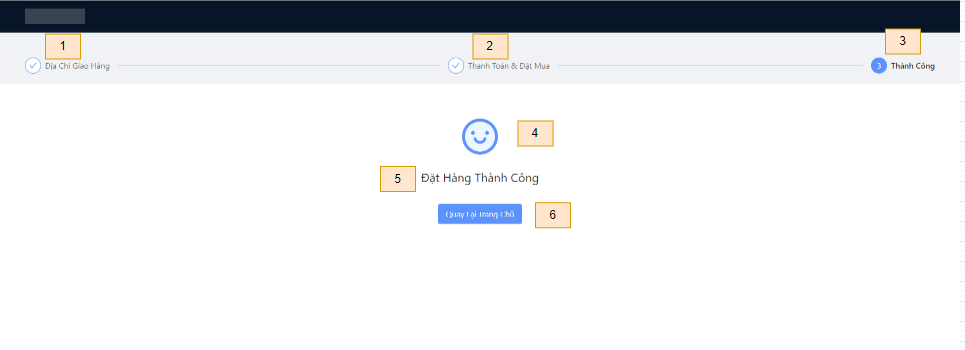 1
2
3
Địa Chỉ Giao Hàng
Thanh Toán & Đặt Mua
3 Thành Công
4
5
Đặt Hàng Thành Công
Quay Lại Trang Chủ
6